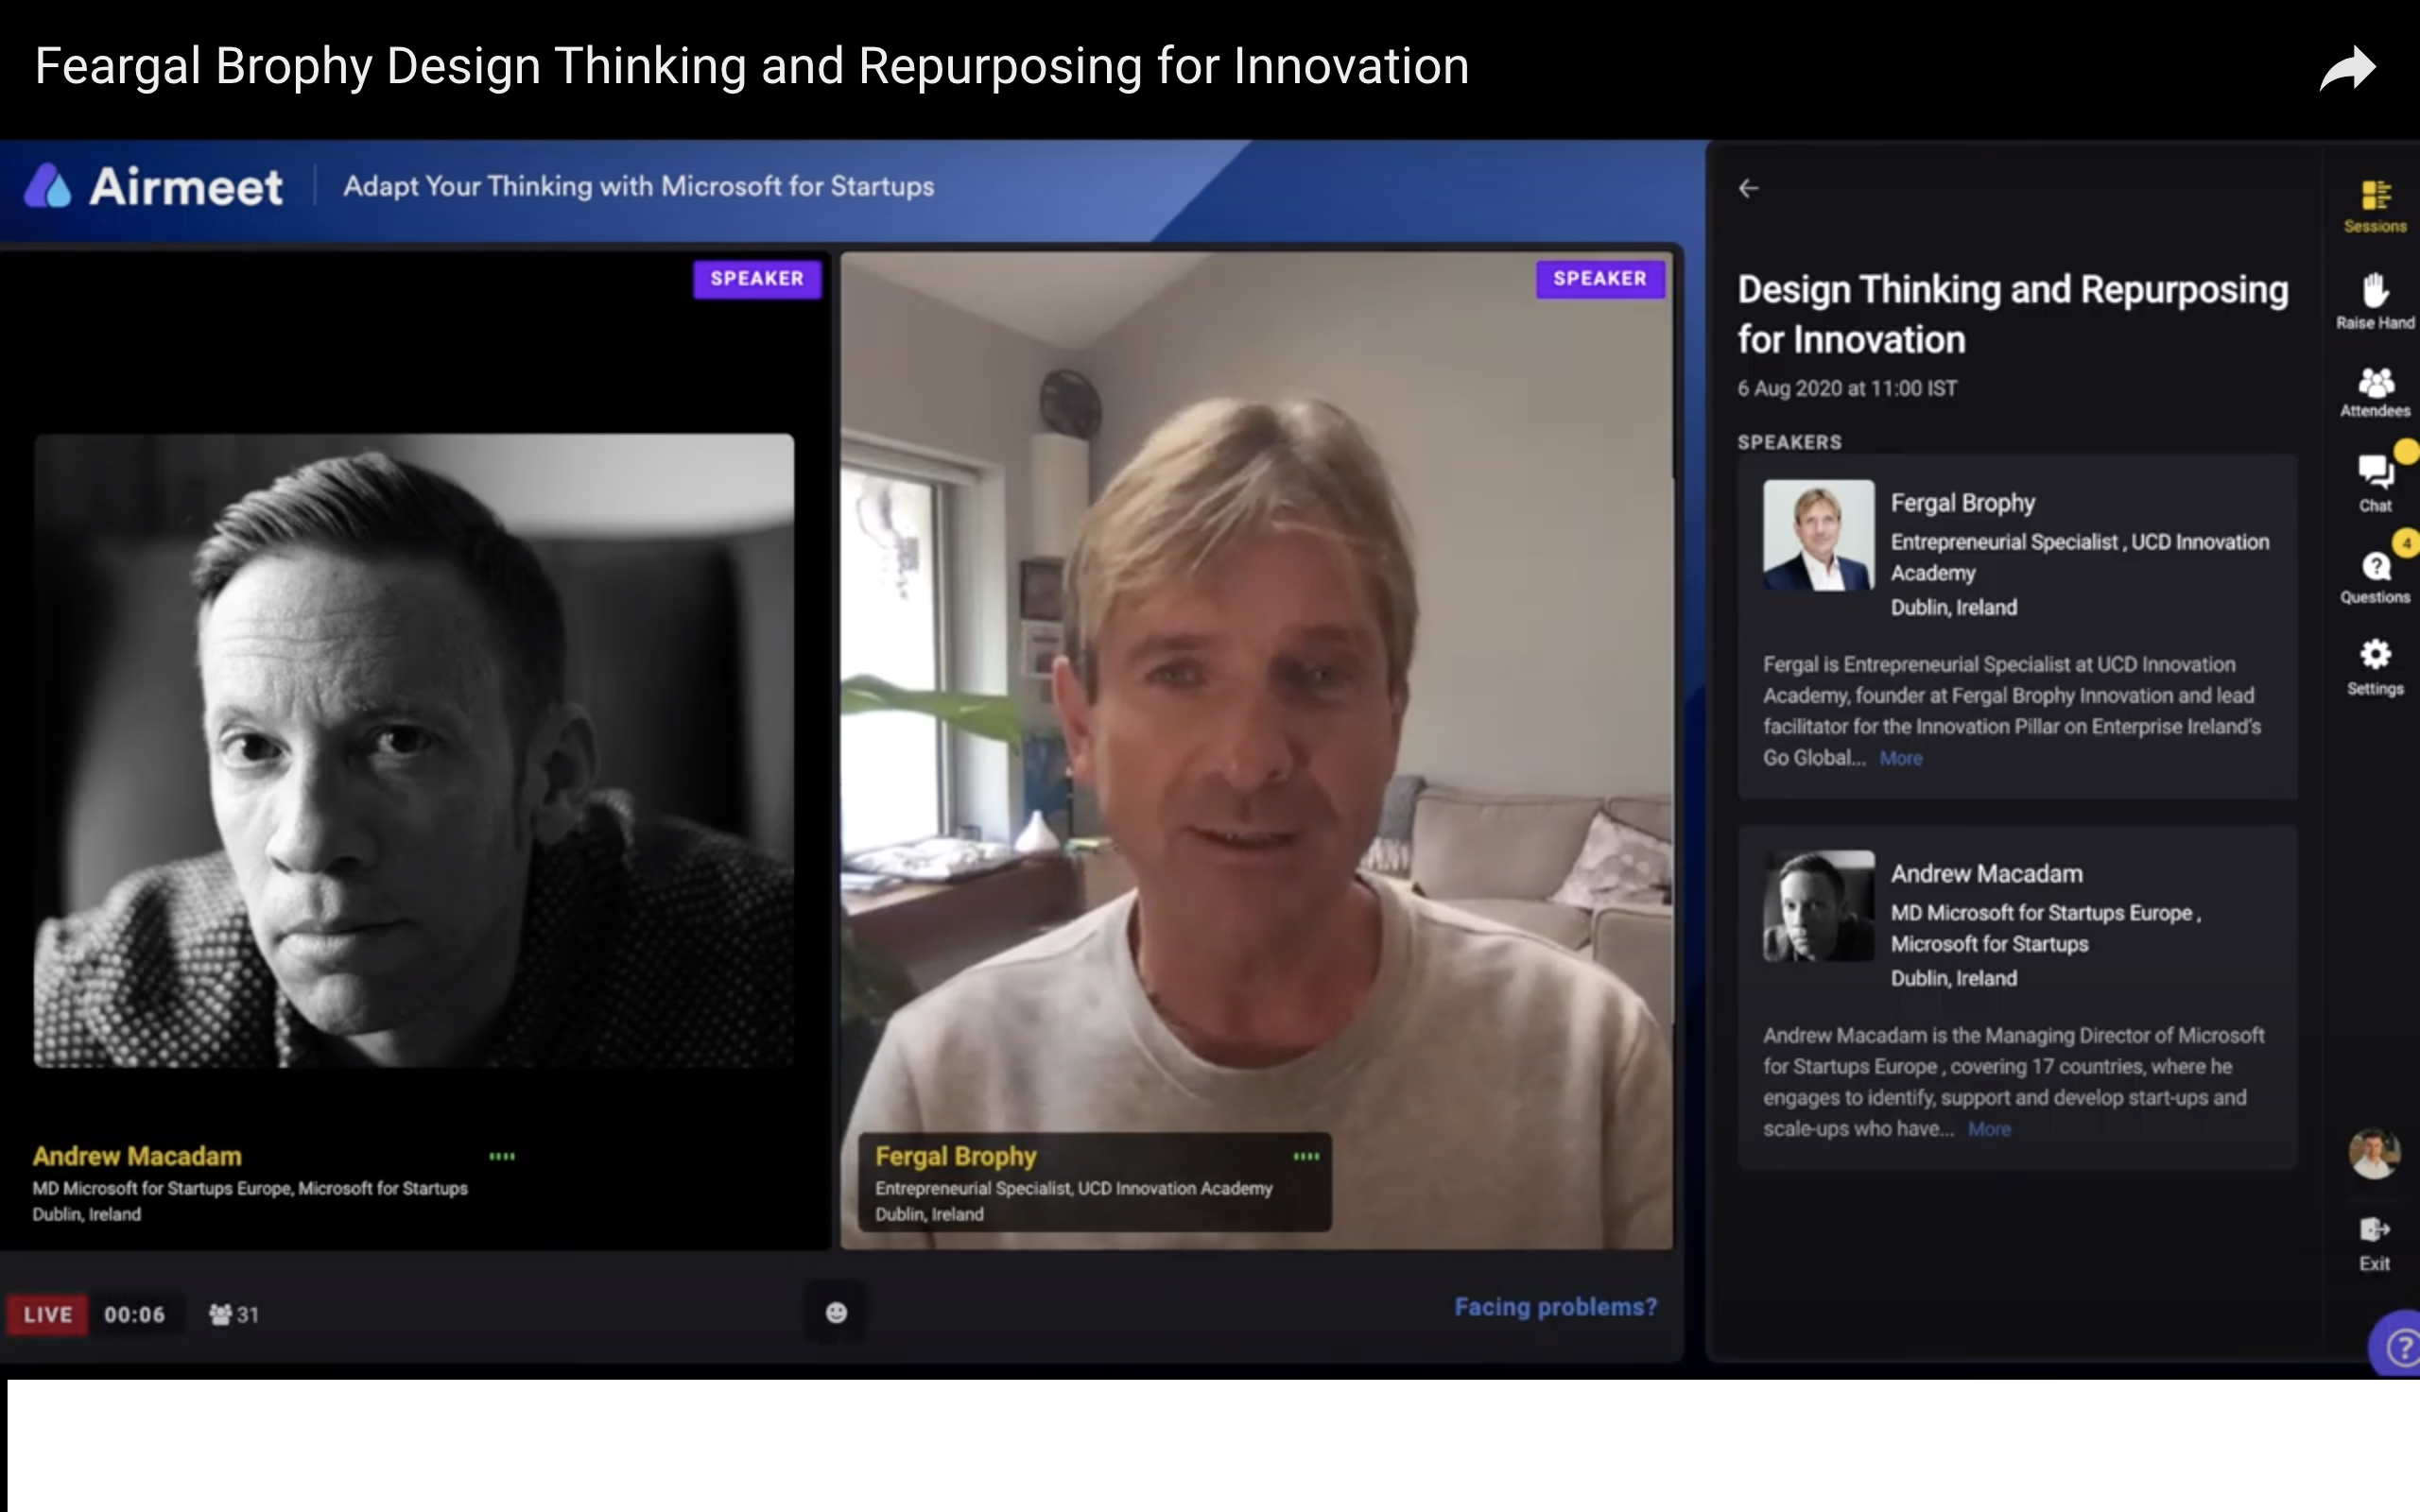 Feargal Brophy Design Thinking and Repurposing for Innovation
Airmeet
Adapt Your Thinking with Microsoft for Startups
SPEAKER
Andrew Macadam
MD Microsoft for Startups Europe, Microsoft for Startups
Dublin, Ireland
SPEAKER
Fergal Brophy
Entrepreneurial Specialist, UCD Innovation Academy
Dublin, Ireland
LIVE
00:06
31
Facing problems?
Design Thinking and Repurposing
for Innovation
6 Aug 2020 at 11:00 IST
SPEAKERS
Fergal Brophy
Entrepreneurial Specialist , UCD Innovation
Academy
Dublin, Ireland
Fergal is Entrepreneurial Specialist at UCD Innovation
Academy, founder at Fergal Brophy Innovation and lead
facilitator for the Innovation Pillar on Enterprise Ireland's
Go Global... More
Andrew Macadam
MD Microsoft for Startups Europe ,
Microsoft for Startups
Dublin, Ireland
Andrew Macadam is the Managing Director of Microsoft
for Startups Europe , covering 17 countries, where he
engages to identify, support and develop start-ups and
scale-ups who have... More
Sessions
Raise Hand
Attendees
Chat
4
?
Questions
Settings
Exit
?